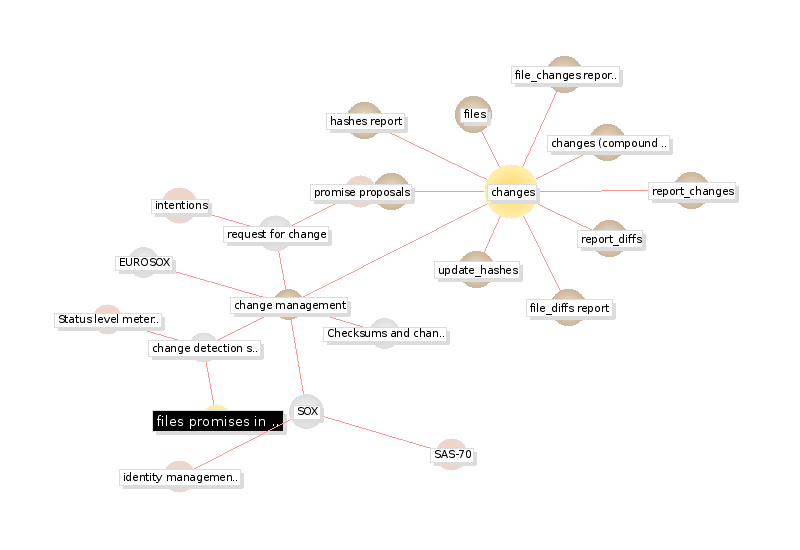 file_changes repor..
files
hashes report
changes (compound ..
promise proposals
changes
report_changes
intentions
request for change
report_diffs
EUROSOX
update_hashes
change management
file_diffs report
Status level meter..
Checksums and chan..
change detection s..
SOX
files promises in ..
SAS-70
identity managemen..